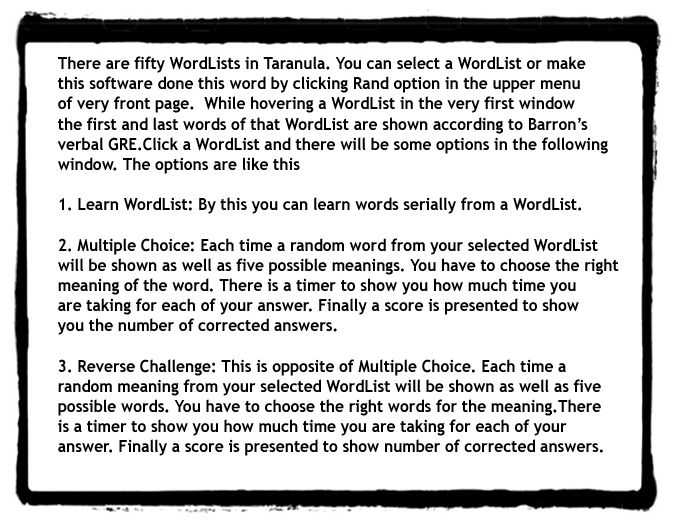 There are fifty WordLists in Taranula. You can select a WordList or make
this software done this word by clicking Rand option in the upper menu
of very front page.  While hovering a WordList in the very first window
the first and last words of that WordList are shown according to Barron's
verbal GRE.Click a WordList and there will be some options in the following
window. The options are like this
1. Learn WordList: By this you can learn words serially from a WordList.
2. Multiple Choice: Each time a random word from your selected WordList
will be shown as well as five possible meanings. You have to choose the right
meaning of the word. There is a timer to show you how much time you
are taking for each of your answer. Finally a score is presented to show
you the number of corrected answers.
3. Reverse Challenge: This is opposite of Multiple Choice. Each time a
random meaning from your selected WordList will be shown as well as five
possible words. You have to choose the right words for the meaning.There
is a timer to show you how much time you are taking for each of your
answer. Finally a score is presented to show number of corrected answers.